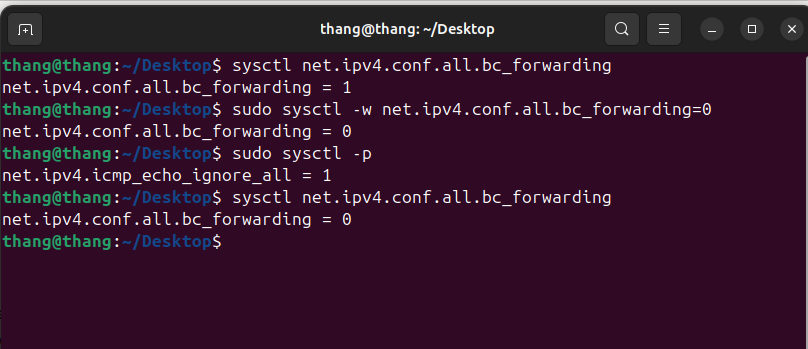 thang@thang: ~/Desktop
thang@thang:~/Desktop$ sysctl net.ipv4.conf.all.bc_forwarding
net.ipv4.conf.all.bc_forwarding = 1
thang@thang:~/Desktop$ sudo sysctl -w net.ipv4.conf.all.bc_forwarding=0
net.ipv4.conf.all.bc_forwarding = 0
thang@thang:~/Desktop$ sudo sysctl -p
net.ipv4.icmp_echo_ignore_all = 1
thang@thang:~/Desktop$ sysctl net.ipv4.conf.all.bc_forwarding
net.ipv4.conf.all.bc_forwarding = 0
thang@thang:~/Desktop$